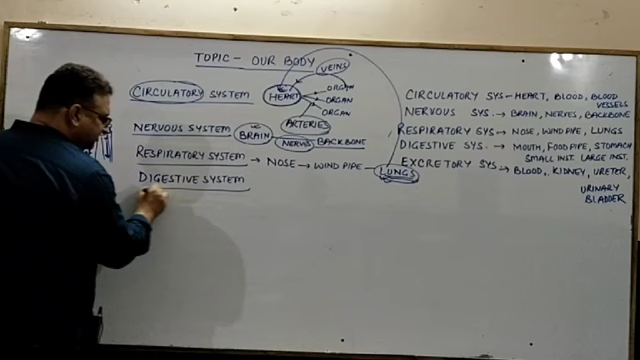 TOPIC - OUR BODY
VEINS
CIRCULATORY SYSTEM
HEART
ORGAN
ORGAN
ORGAN
ARTERIES
NERVOUS SYSTEM
BRAIN
NERVES BACKBONE
RESPIRATORY SYSTEM → NOSE → WIND PIPE - LUNGS
DIGESTIVE SYSTEM
CIRCULATORY SYS - HEART, BLOOD, BLOOD
VESSELS
NERVOUS SYS. → BRAIN, NERVES, BACKBONE
RESPIRATORY SYS → NOSE, WIND PIPE, LUNGS
DIGESTIVE SYS. → MOUTH, FOOD PIPE, STOMACH
SMALL INST. LARGE INST.
EXCRETORY SYS. → BLOOD, KIDNEY, URETER,
URINARY
BLADDER